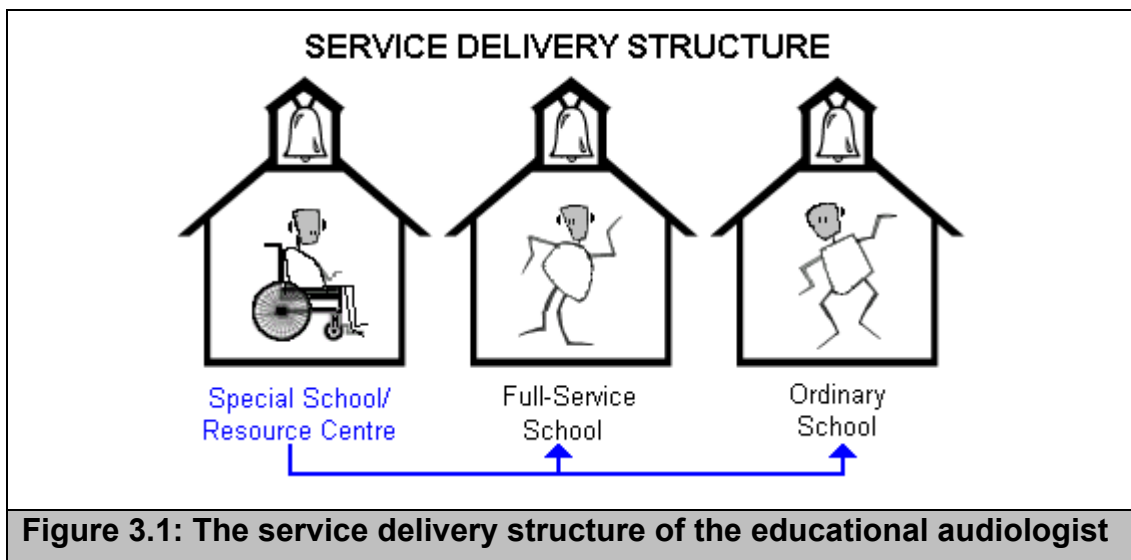 SERVICE DELIVERY STRUCTURE
Special School/
Resource Centre
Full-Service
School
Ordinary
School
Figure 3.1: The service delivery structure of the educational audiologist